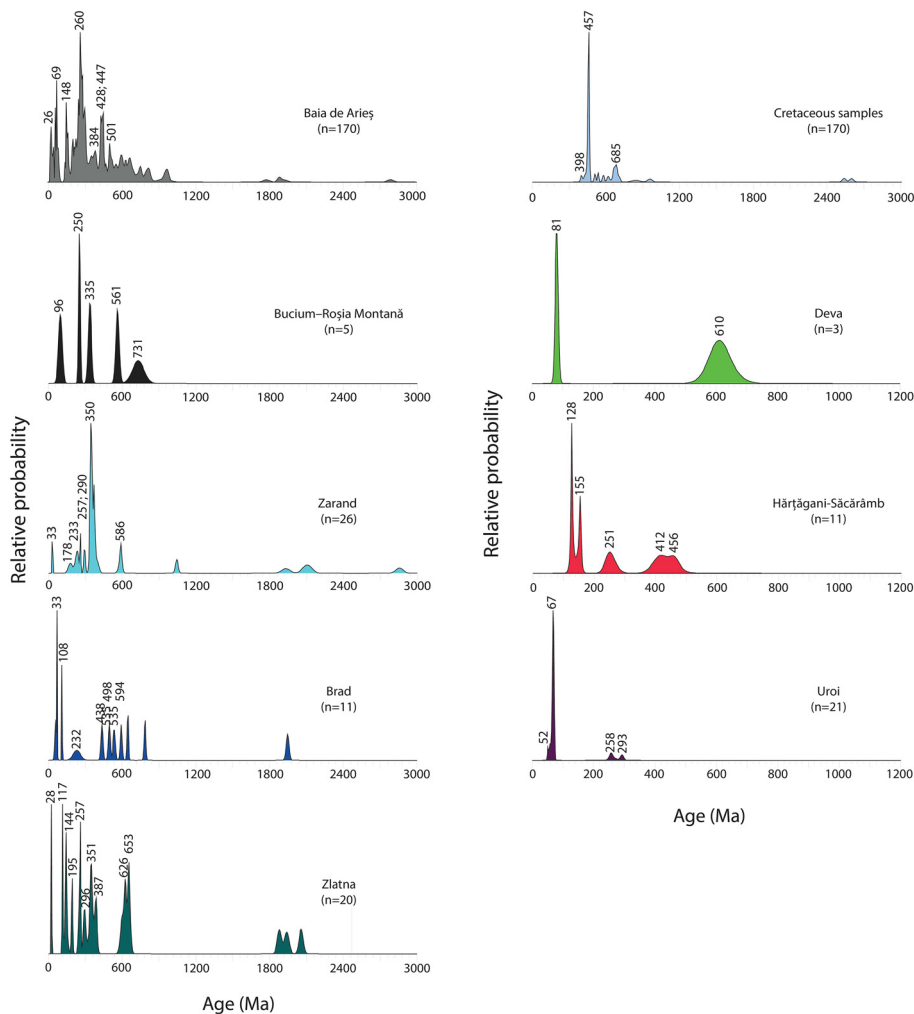 26
69
148
260
384
428; 447
501
Baia de Arieș
(n=170)
0 600 1200 1800 2400 3000
96
250
335
561
731
Bucium–Roșia Montană
(n=5)
0 600 1200 1800 2400 3000
33
178
233
257; 290
350
586
Zarand
(n=26)
0 600 1200 1800 2400 3000
33
108
232
438
498
535
594
Brad
(n=11)
0 600 1200 1800 2400 3000
28
117
144
195
257
296
351
387
626
653
Zlatna
(n=20)
0 600 1200 1800 2400 3000
Relative probability
Age (Ma)
398
457
685
Cretaceous samples
(n=170)
0 600 1200 1800 2400 3000
81
610
Deva
(n=3)
0 200 400 600 800 1000 1200
128
155
251
412
456
Hărțăgani-Săcărâmb
(n=11)
0 200 400 600 800 1000 1200
52
67
258
293
Uroi
(n=21)
0 200 400 600 800 1000 1200
Relative probability
Age (Ma)